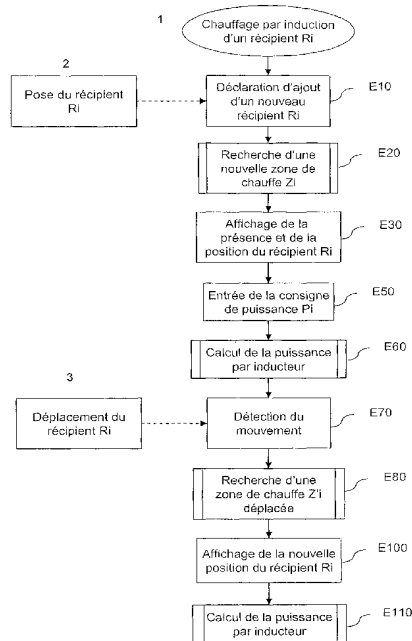 1
Chauffage par induction
d'un récipient Ri
2
Pose du récipient
Ri
Déclaration d'ajout
d'un nouveau
récipient Ri
E10
Recherche d'une
nouvelle zone de
chauffe Zi
E20
Affichage de la
présence et de la
position du récipient Ri
E30
Entrée de la consigne
de puissance Pi
E50
Calcul de la puissance
par inducteur
E60
3
Déplacement du
récipient Ri
Détection du
mouvement
E70
Recherche d'une
zone de chauffe Z'i
déplacée
E80
Affichage de la nouvelle
position du récipient Ri
E100
Calcul de la puissance
par inducteur
E110